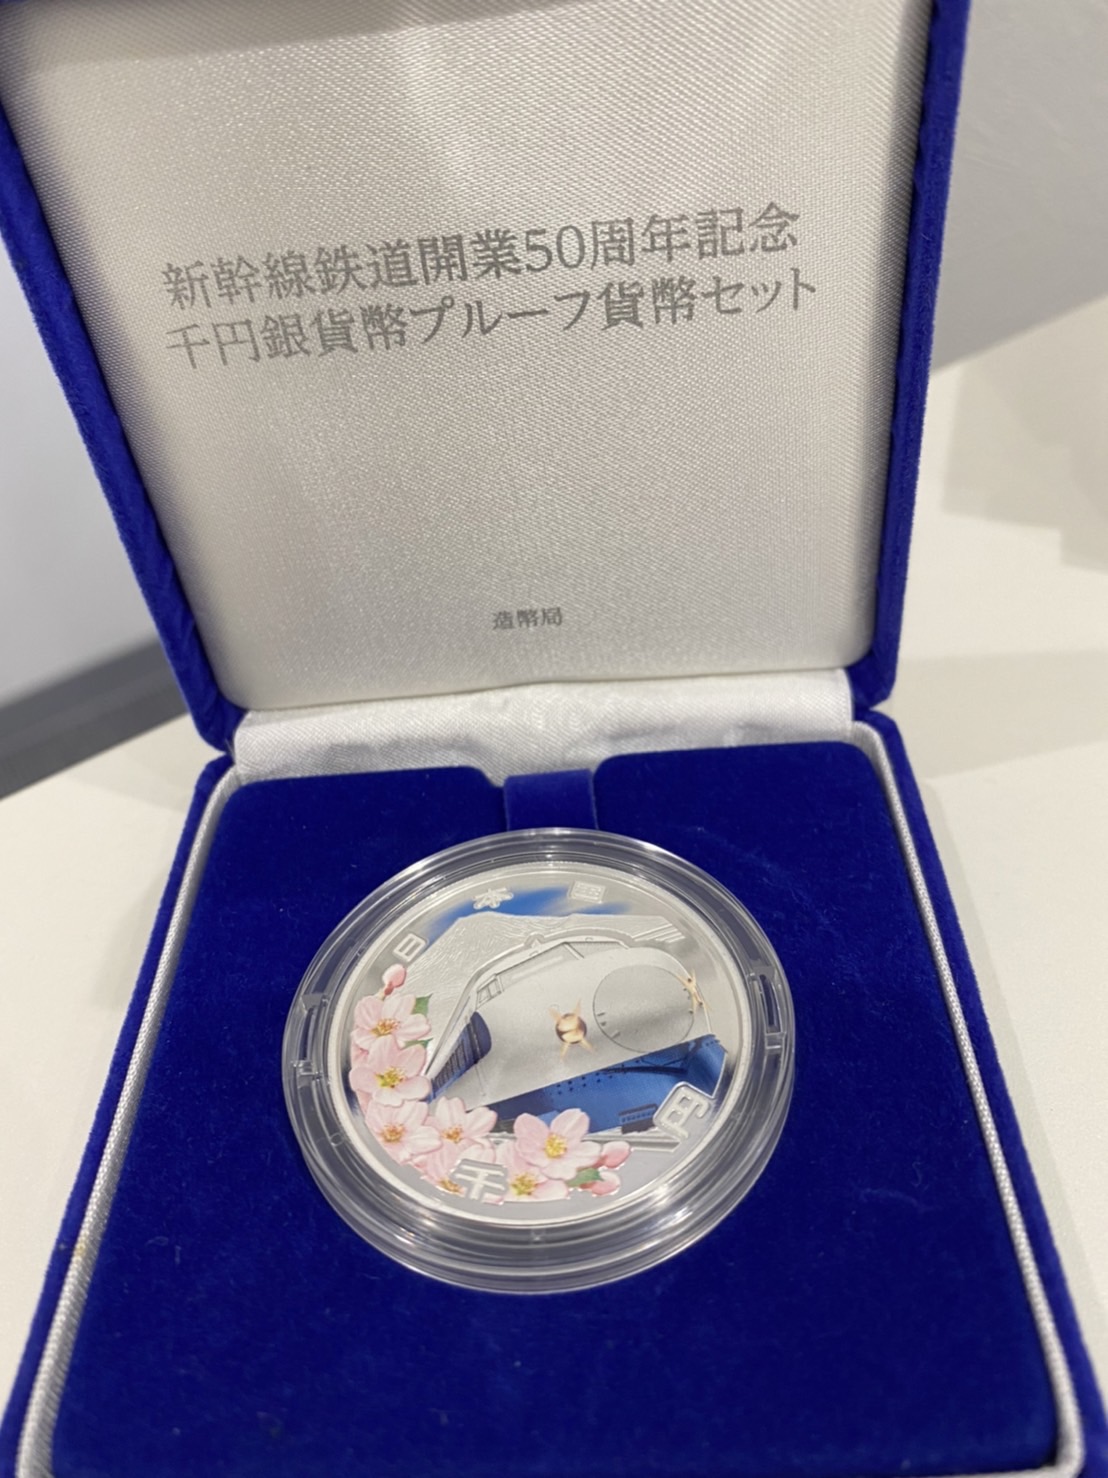 新幹線鉄道開業50周年記念
千円銀貨幣プルーフ貨幣セット
造幣局
日本国
千円